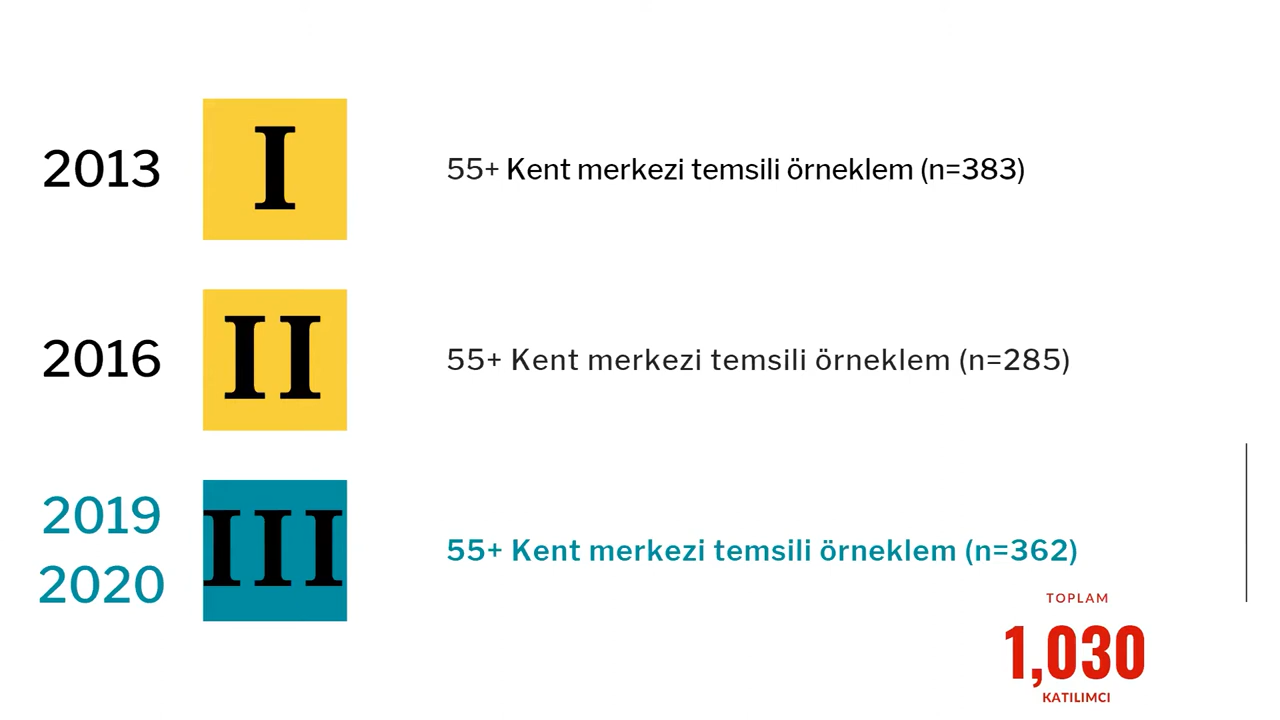 2013
I
55+ Kent merkezi temsili örneklem (n=383)
2016
II
55+ Kent merkezi temsili örneklem (n=285)
2019
2020
III
55+ Kent merkezi temsili örneklem (n=362)
TOPLAM
1,030
KATILIMCI